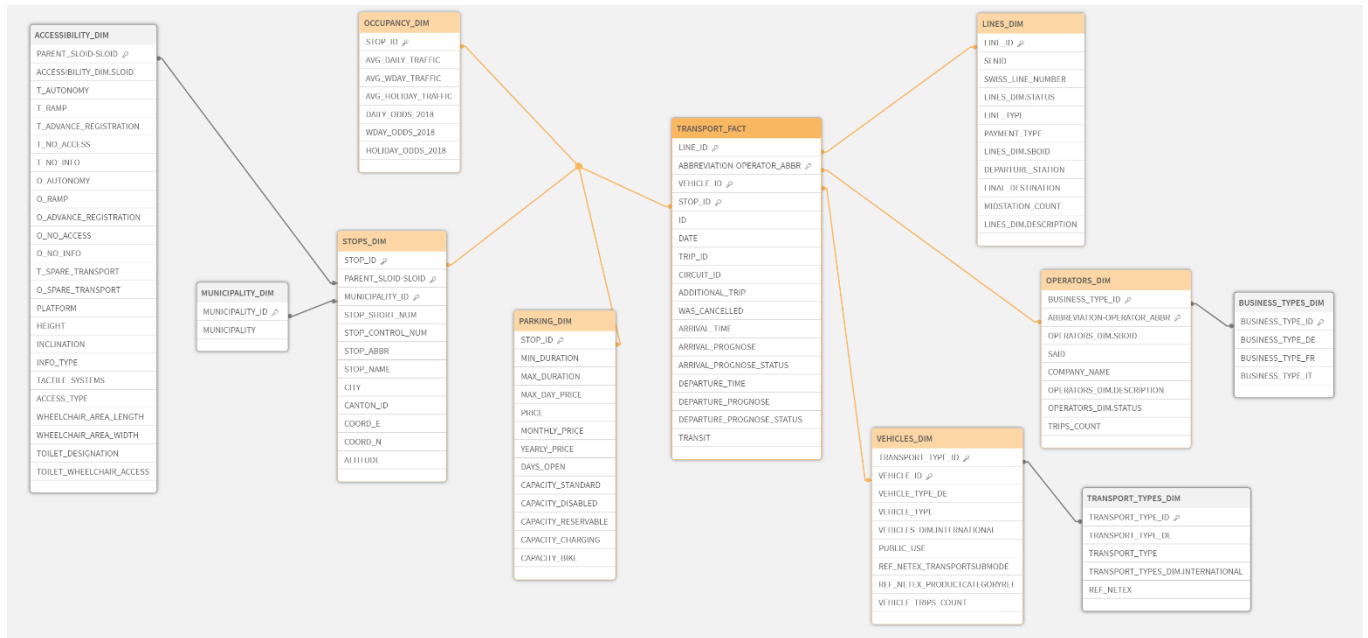 ACCESSIBILITY_DIM
PARENT_SLOID-SLOID
ACCESSIBILITY_DIM.SLOID
T_AUTONOMY
T_RAMP
T_ADVANCE_REGISTRATION
T_NO_ACCESS
T_NO_INFO
O_AUTONOMY
O_RAMP
O_ADVANCE_REGISTRATION
O_NO_ACCESS
O_NO_INFO
T_SPARE_TRANSPORT
O_SPARE_TRANSPORT
PLATFORM
HEIGHT
INCLINATION
INFO_TYPE
TACTILE_SYSTEMS
ACCESS_TYPE
WHEELCHAIR_AREA_LENGTH
WHEELCHAIR_AREA_WIDTH
TOILET_DESIGNATION
TOILET_WHEELCHAIR_ACCESS
MUNICIPALITY_DIM
MUNICIPALITY_ID
MUNICIPALITY
OCCUPANCY_DIM
STOP_ID
AVG_DAILY_TRAFFIC
AVG_WDAY_TRAFFIC
AVG_HOLIDAY_TRAFFIC
DAILY_ODDS_2018
WDAY_ODDS_2018
HOLIDAY_ODDS_2018
STOPS_DIM
STOP_ID
PARENT_SLOID-SLOID
MUNICIPALITY_ID
STOP_SHORT_NUM
STOP_CONTROL_NUM
STOP_ABBR
STOP_NAME
CITY
CANTON_ID
COORD_E
COORD_N
ALTITUDE
PARKING_DIM
STOP_ID
MIN_DURATION
MAX_DURATION
MAX_DAY_PRICE
PRICE
MONTHLY_PRICE
YEARLY_PRICE
DAYS_OPEN
CAPACITY_STANDARD
CAPACITY_DISABLED
CAPACITY_RESERVABLE
CAPACITY_CHARGING
CAPACITY_BIKE
TRANSPORT_FACT
LINE_ID
ABBREVIATION-OPERATOR_ABBR
VEHICLE_ID
STOP_ID
ID
DATE
TRIP_ID
CIRCUIT_ID
ADDITIONAL_TRIP
WAS_CANCELLED
ARRIVAL_TIME
ARRIVAL_PROGNOSE
ARRIVAL_PROGNOSE_STATUS
DEPARTURE_TIME
DEPARTURE_PROGNOSE
DEPARTURE_PROGNOSE_STATUS
TRANSIT
LINES_DIM
LINE_ID
SLNID
SWISS_LINE_NUMBER
LINES_DIM.STATUS
LINE_TYPE
PAYMENT_TYPE
LINES_DIM.SBOID
DEPARTURE_STATION
FINAL_DESTINATION
MIDSTATION_COUNT
LINES_DIM.DESCRIPTION
OPERATORS_DIM
BUSINESS_TYPE_ID
ABBREVIATION-OPERATOR_ABBR
OPERATORS_DIM.SBOID
SAID
COMPANY_NAME
OPERATORS_DIM.DESCRIPTION
OPERATORS_DIM.STATUS
TRIPS_COUNT
BUSINESS_TYPES_DIM
BUSINESS_TYPE_ID
BUSINESS_TYPE_DE
BUSINESS_TYPE_FR
BUSINESS_TYPE_IT
VEHICLES_DIM
TRANSPORT_TYPE_ID
VEHICLE_ID
VEHICLE_TYPE_DE
VEHICLE_TYPE
VEHICLES_DIM.INTERNATIONAL
PUBLIC_USE
REF_NETEX_TRANSPORTSUBMODE
REF_NETEX_PRODUCTCATEGORYREF
VEHICLE_TRIPS_COUNT
TRANSPORT_TYPES_DIM
TRANSPORT_TYPE_ID
TRANSPORT_TYPE_DE
TRANSPORT_TYPE
TRANSPORT_TYPES_DIM.INTERNATIONAL
REF_NETEX